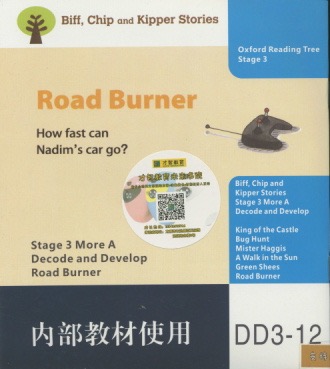 Biff, Chip and Kipper Stories
Oxford Reading Tree
Stage 3
Road Burner
How fast can
Nadim's car go?
Biff, Chip and
Kipper Stories
Stage 3 More A
Decode and Develop
King of the Castle
Bug Hunt
Mister Haggis
A Walk in the Sun
Green Shees
Road Burner
Stage 3 More A
Decode and Develop
Road Burner
内部教材使用
DD3-12